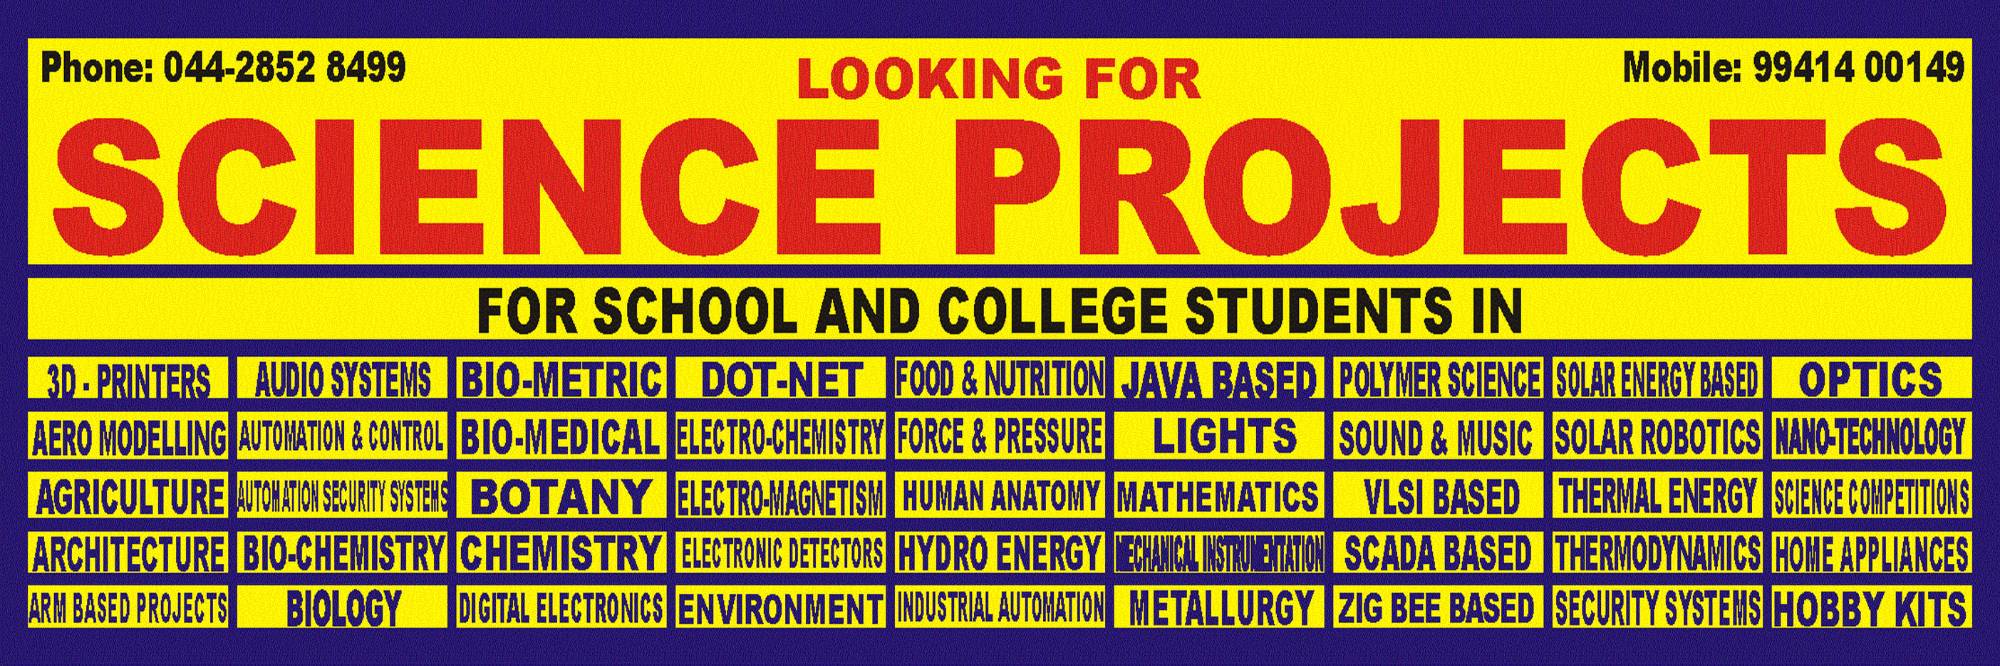 Phone: 044-2852 8499
LOOKING FOR
Mobile: 99414 00149
SCIENCE PROJECTS
FOR SCHOOL AND COLLEGE STUDENTS IN
3D - PRINTERS AUDIO SYSTEMS BIO-METRIC DOT-NET FOOD & NUTRITION JAVA BASED POLYMER SCIENCE SOLAR ENERGY BASED OPTICS
AERO MODELLING AUTOMATION & CONTROL BIO-MEDICAL ELECTRO-CHEMISTRY FORCE & PRESSURE LIGHTS SOUND & MUSIC SOLAR ROBOTICS NANO-TECHNOLOGY
AGRICULTURE AUTOMATION SECURITY SYSTEMS BOTANY ELECTRO-MAGNETISM HUMAN ANATOMY MATHEMATICS VLSI BASED THERMAL ENERGY SCIENCE COMPETITIONS
ARCHITECTURE BIO-CHEMISTRY CHEMISTRY ELECTRONIC DETECTORS HYDRO ENERGY MECHANICAL INSTRUMENTATION SCADA BASED THERMODYNAMICS HOME APPLIANCES
ARM BASED PROJECTS BIOLOGY DIGITAL ELECTRONICS ENVIRONMENT INDUSTRIAL AUTOMATION METALLURGY ZIG BEE BASED SECURITY SYSTEMS HOBBY KITS